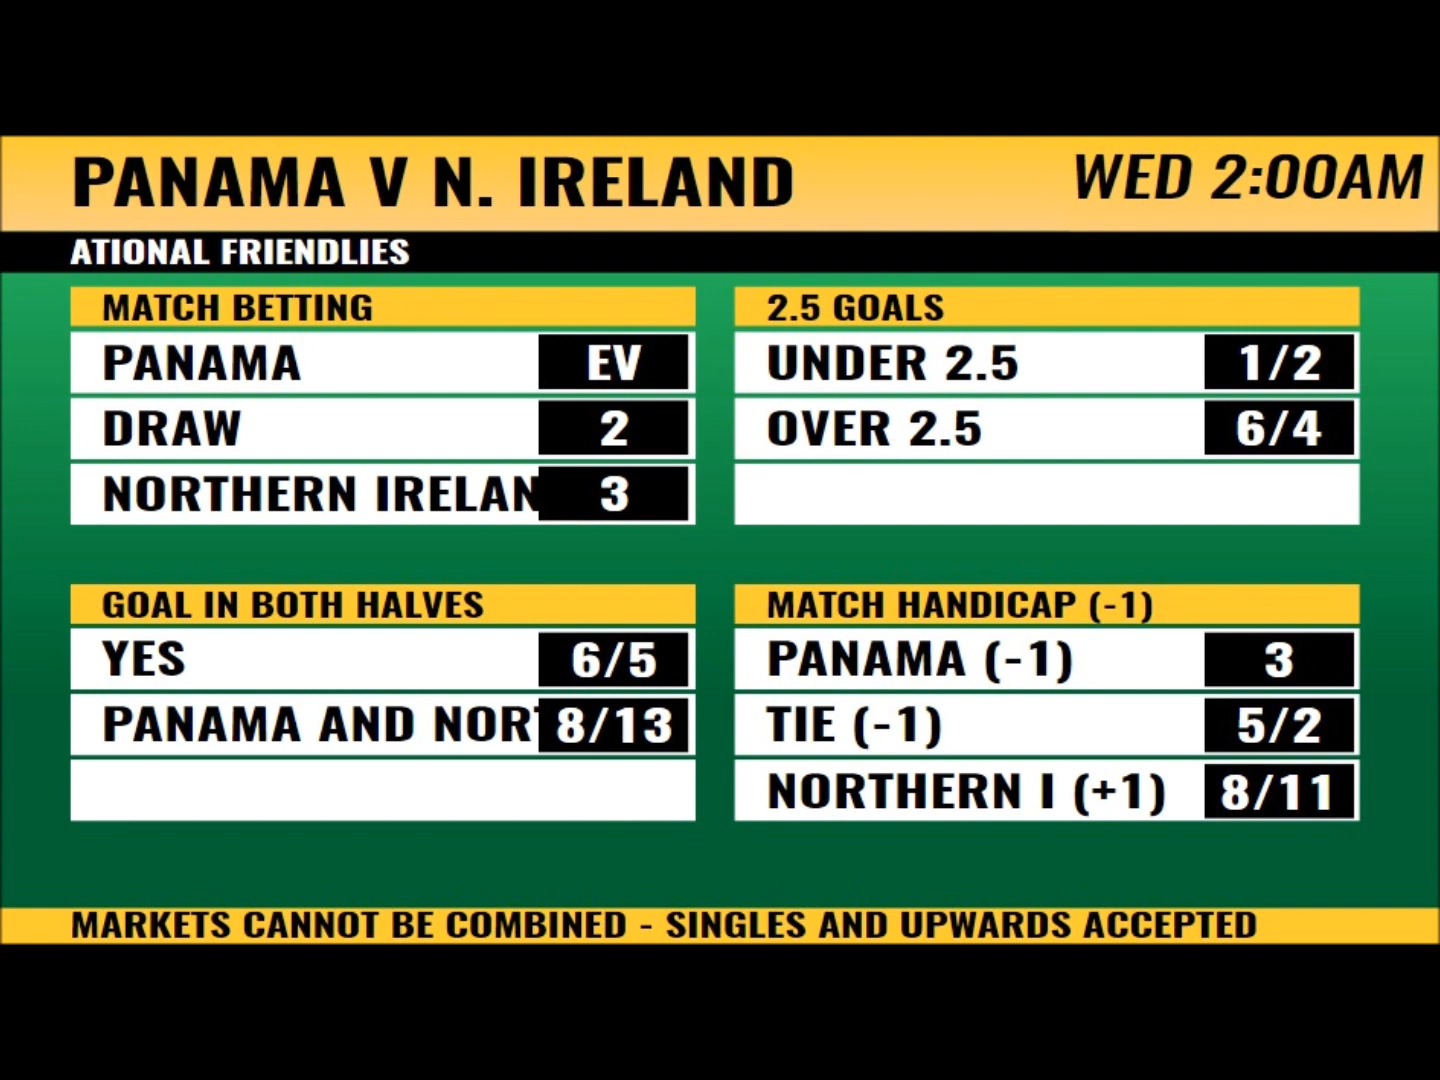 PANAMA V N. IRELAND
WED 2:00AM
ATIONAL FRIENDLIES
MATCH BETTING
PANAMA EV
DRAW 2
NORTHERN IRELAN 3
2.5 GOALS
UNDER 2.5 1/2
OVER 2.5 6/4
GOAL IN BOTH HALVES
YES 6/5
PANAMA AND NORT 8/13
MATCH HANDICAP (-1)
PANAMA (-1) 3
TIE (-1) 5/2
NORTHERN I (+1) 8/11
MARKETS CANNOT BE COMBINED - SINGLES AND UPWARDS ACCEPTED